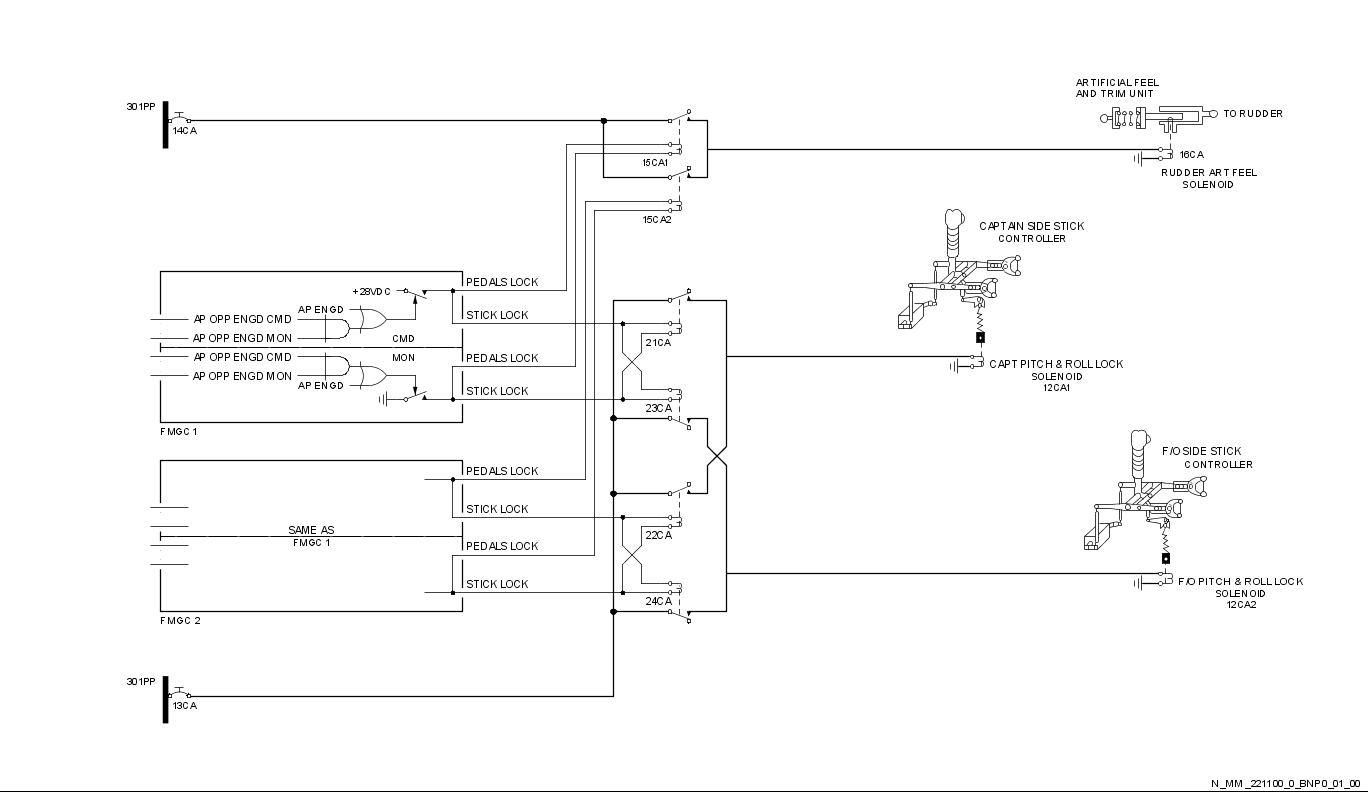 ARTIFICIAL FEEL
AND TRIM UNIT
301PP
14CA
TO RUDDER
15CA1
16CA
RUDDER ART FEEL
SOLENOID
15CA2
CAPTAIN SIDE STICK
CONTROLLER
PEDALS LOCK
+28VDC
AP ENGD
AP OPP ENGD CMD
STICK LOCK
AP OPP ENGD MON
CMD
21CA
AP OPP ENGD CMD
MON
PEDALS LOCK
AP OPP ENGD MON
AP ENGD
STICK LOCK
CAPT PITCH & ROLL LOCK
SOLENOID
12CA1
23CA
FMGC 1
F/O SIDE STICK
CONTROLLER
PEDALS LOCK
STICK LOCK
SAME AS
FMGC 1
22CA
PEDALS LOCK
STICK LOCK
24CA
F/O PITCH & ROLL LOCK
SOLENOID
12CA2
FMGC 2
301PP
13CA
N_MM_221100_0_BNP0_01_00